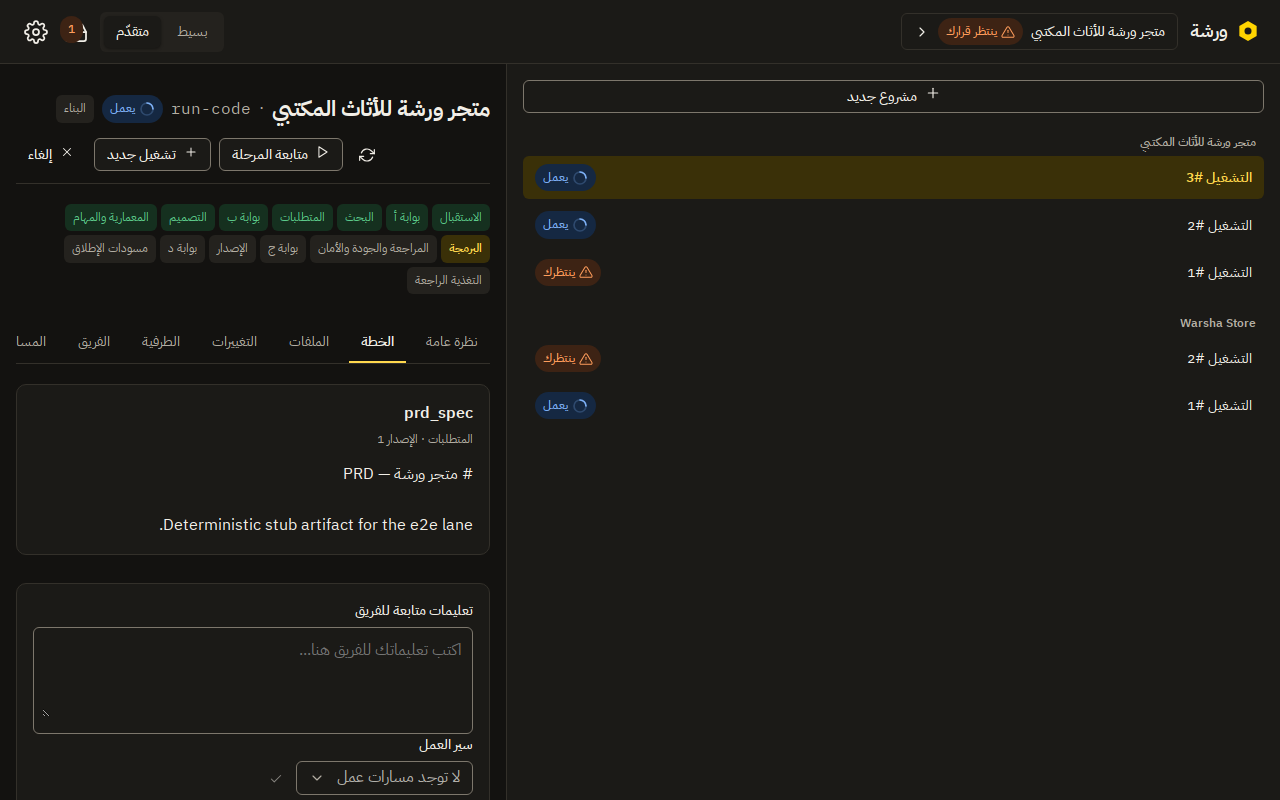 ورشة
متجر ورشة للأثاث المكتبي
ينتظر قرارك
بسيط
متقدّم
1
مشروع جديد
متجر ورشة للأثاث المكتبي
التشغيل #3
يعمل
التشغيل #2
يعمل
التشغيل #1
ينتظرك
Warsha Store
التشغيل #2
ينتظرك
التشغيل #1
يعمل
متجر ورشة للأثاث المكتبي · run-code يعمل البناء
متابعة المرحلة
تشغيل جديد
إلغاء
الاستقبال بوابة أ البحث المتطلبات بوابة ب التصميم المعمارية والمهام
البرمجة المراجعة والجودة والأمان بوابة ج الإصدار بوابة د مسودات الإطلاق
التغذية الراجعة
نظرة عامة الخطة الملفات التغييرات الطرفية الفريق المسا
prd_spec
المتطلبات · الإصدار 1
# متجر ورشة — PRD
Deterministic stub artifact for the e2e lane.
تعليمات متابعة للفريق
اكتب تعليماتك للفريق هنا...
سير العمل
لا توجد مسارات عمل